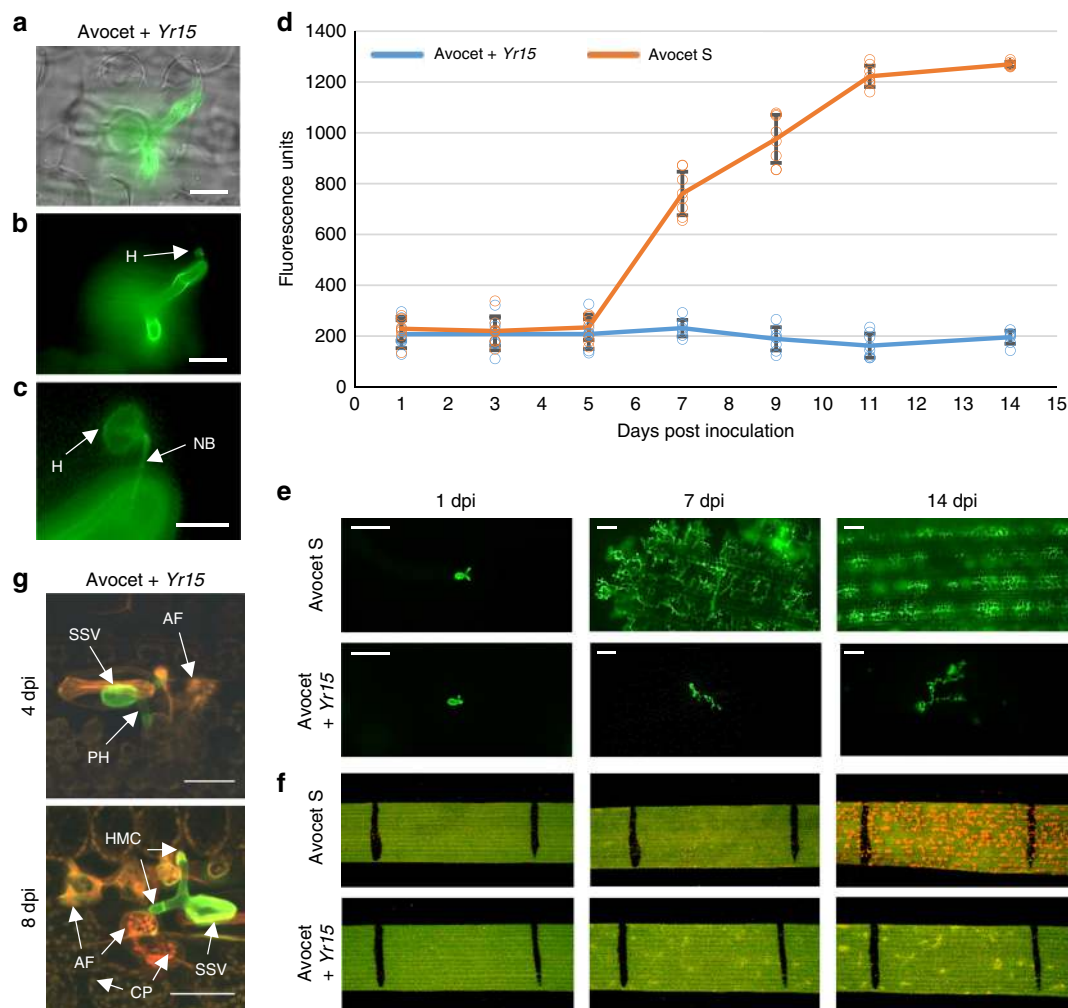 a
Avocet + Yr15
b
H
c
H
NB
d
1400
1200
1000
800
600
400
200
0
Fluorescence units
Avocet + Yr15
Avocet S
0 1 2 3 4 5 6 7 8 9 10 11 12 13 14 15
Days post inoculation
e
1 dpi 7 dpi 14 dpi
Avocet S
Avocet
+ Yr15
f
Avocet S
Avocet
+ Yr15
g
Avocet + Yr15
4 dpi
SSV
AF
PH
8 dpi
HMC
AF
CP
SSV